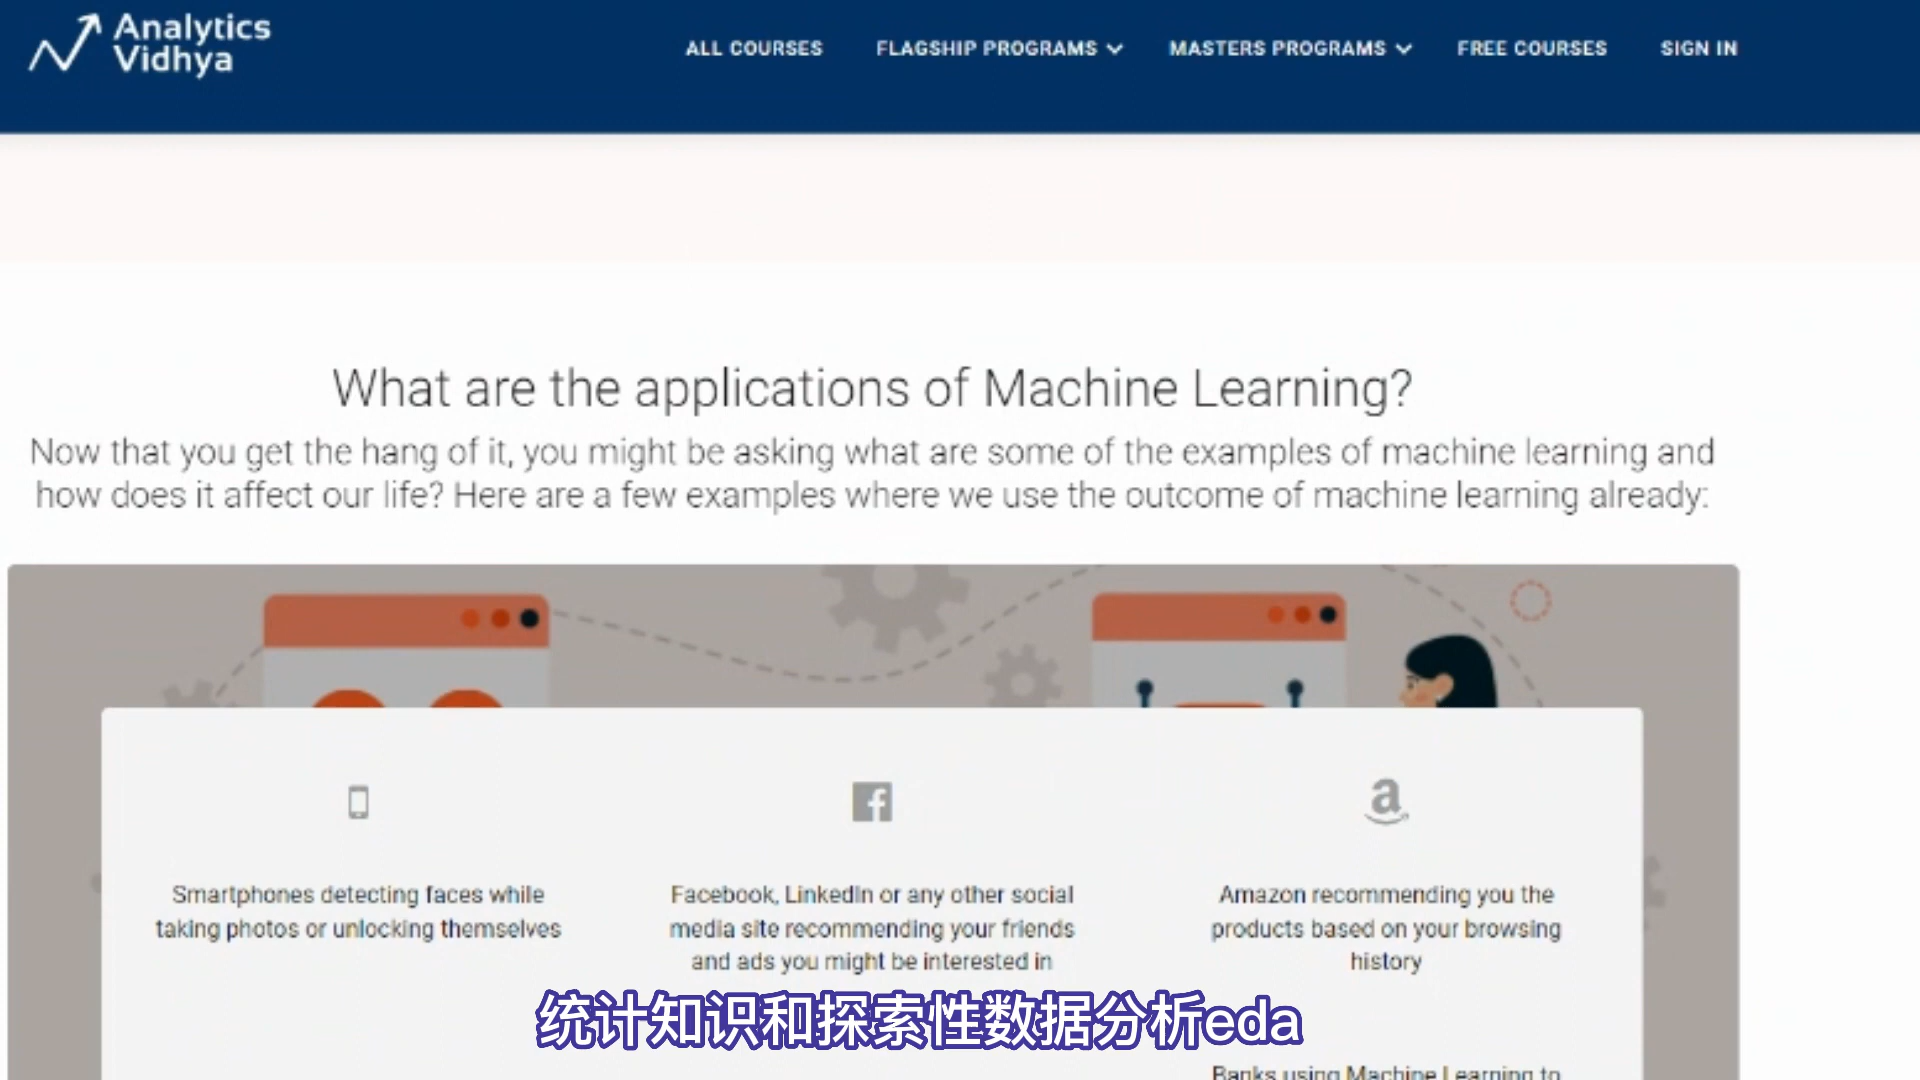 Analytics
Vidhya
ALL COURSES
FLAGSHIP PROGRAMS
MASTERS PROGRAMS
FREE COURSES
SIGN IN
What are the applications of Machine Learning?
Now that you get the hang of it, you might be asking what are some of the examples of machine learning and
how does it affect our life? Here are a few examples where we use the outcome of machine learning already:
Smartphones detecting faces while
taking photos or unlocking themselves
Facebook, LinkedIn or any other social
media site recommending your friends
and ads you might be interested in
Amazon recommending you the
products based on your browsing
history
统计知识和探索性数据分析eda
Banks using Machine Learning to